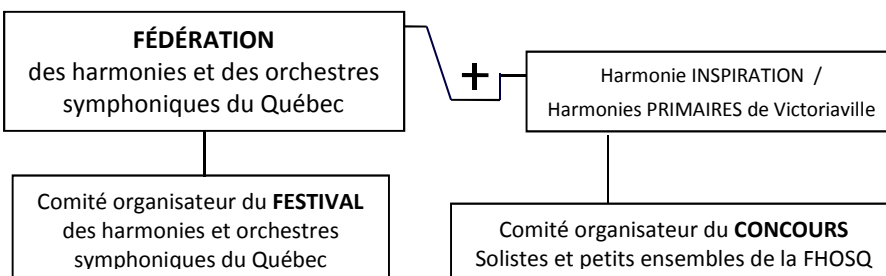 FÉDÉRATION
des harmonies et des orchestres
symphoniques du Québec
+
Harmonie INSPIRATION /
Harmonies PRIMAIRES de Victoriaville
Comité organisateur du FESTIVAL
des harmonies et orchestres
symphoniques du Québec
Comité organisateur du CONCOURS
Solistes et petits ensembles de la FHOSQ